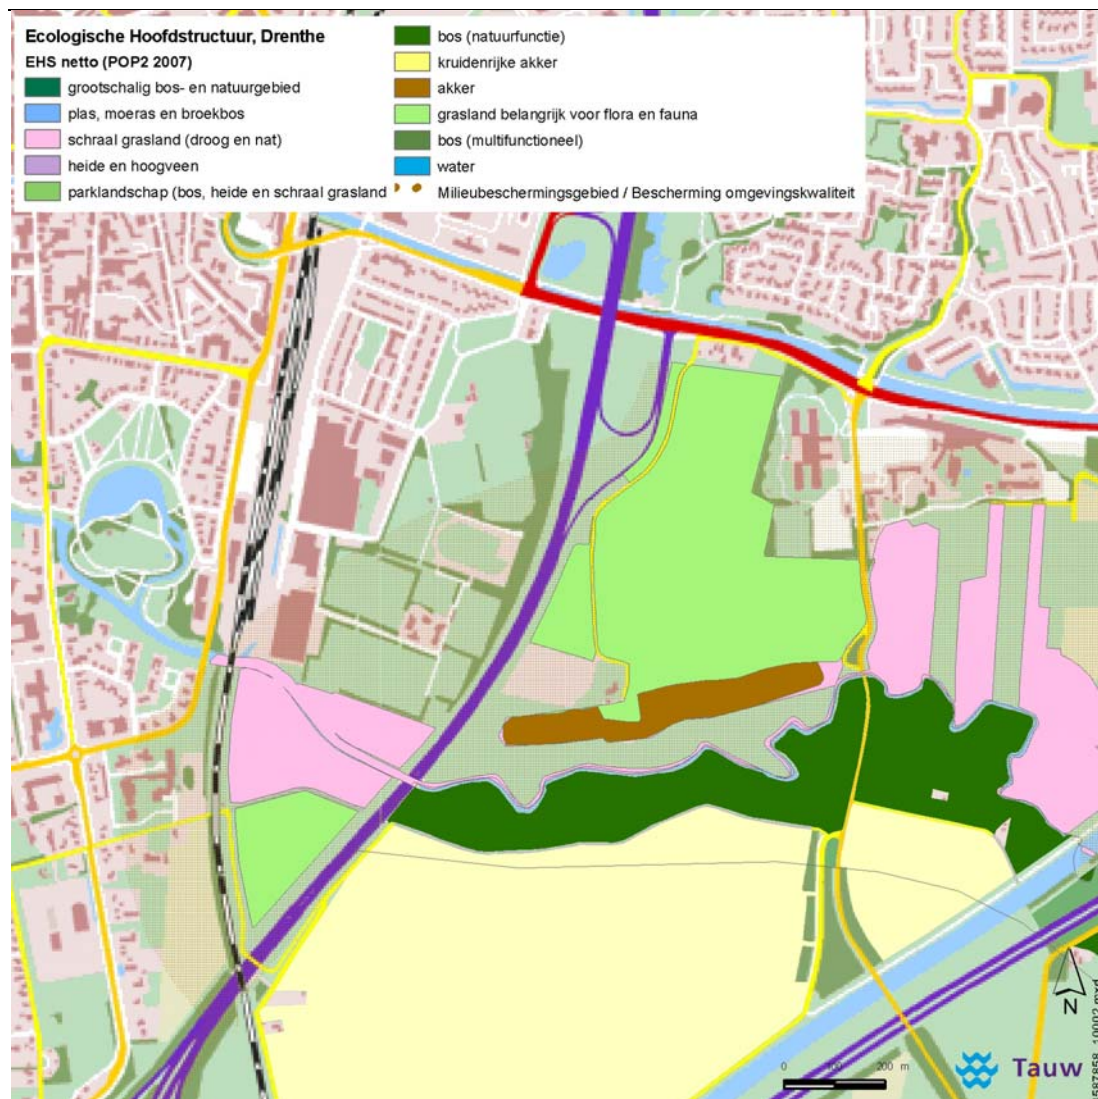 Ecologische Hoofdstructuur, Drenthe
EHS netto (POP2 2007)
grootschalig bos- en natuurgebied
plas, moeras en broekbos
schraal grasland (droog en nat)
heide en hoogveen
parklandschap (bos, heide en schraal grasland
bos (natuurfunctie)
kruidenrijke akker
akker
grasland belangrijk voor flora en fauna
bos (multifunctioneel)
water
Milieubeschermingsgebied / Bescherming omgevingskwaliteit
N
0 200 m
Tauw